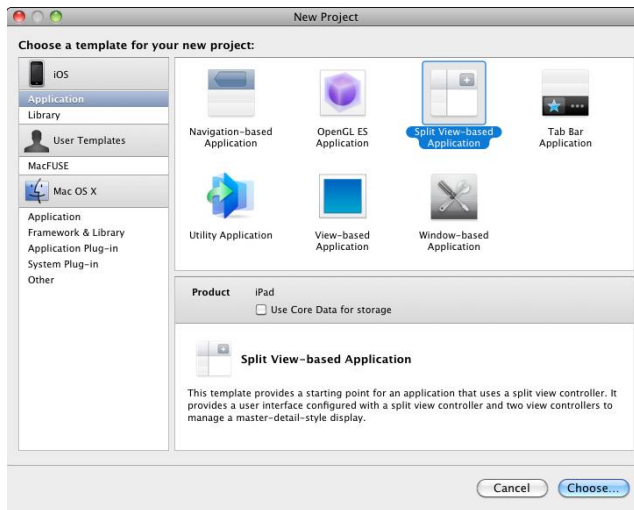 New Project
Choose a template for your new project:
iOS
Application
Library
User Templates
MacFUSE
Mac OS X
Application
Framework & Library
Application Plug-in
System Plug-in
Other
Navigation-based
Application
OpenGL ES
Application
Split View-based
Application
Tab Bar
Application
Utility Application
View-based
Application
Window-based
Application
Product iPad
Use Core Data for storage
Split View-based Application
This template provides a starting point for an application that uses a split view controller. It
provides a user interface configured with a split view controller and two view controllers to
manage a master-detail-style display.
Cancel Choose...